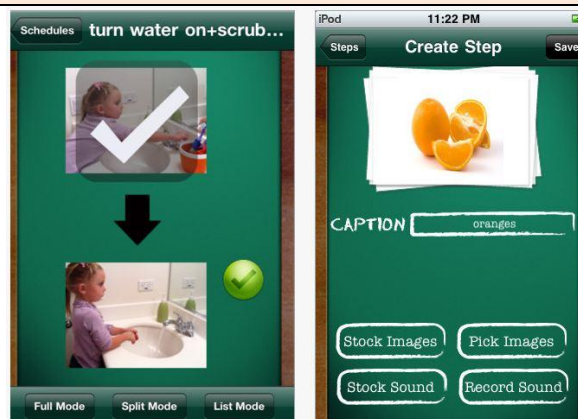 Schedules turn water on+scrub...
Full Mode Split Mode List Mode
iPod 11:22 PM
Steps Create Step Save
CAPTION oranges
Stock Images Pick Images
Stock Sound Record Sound